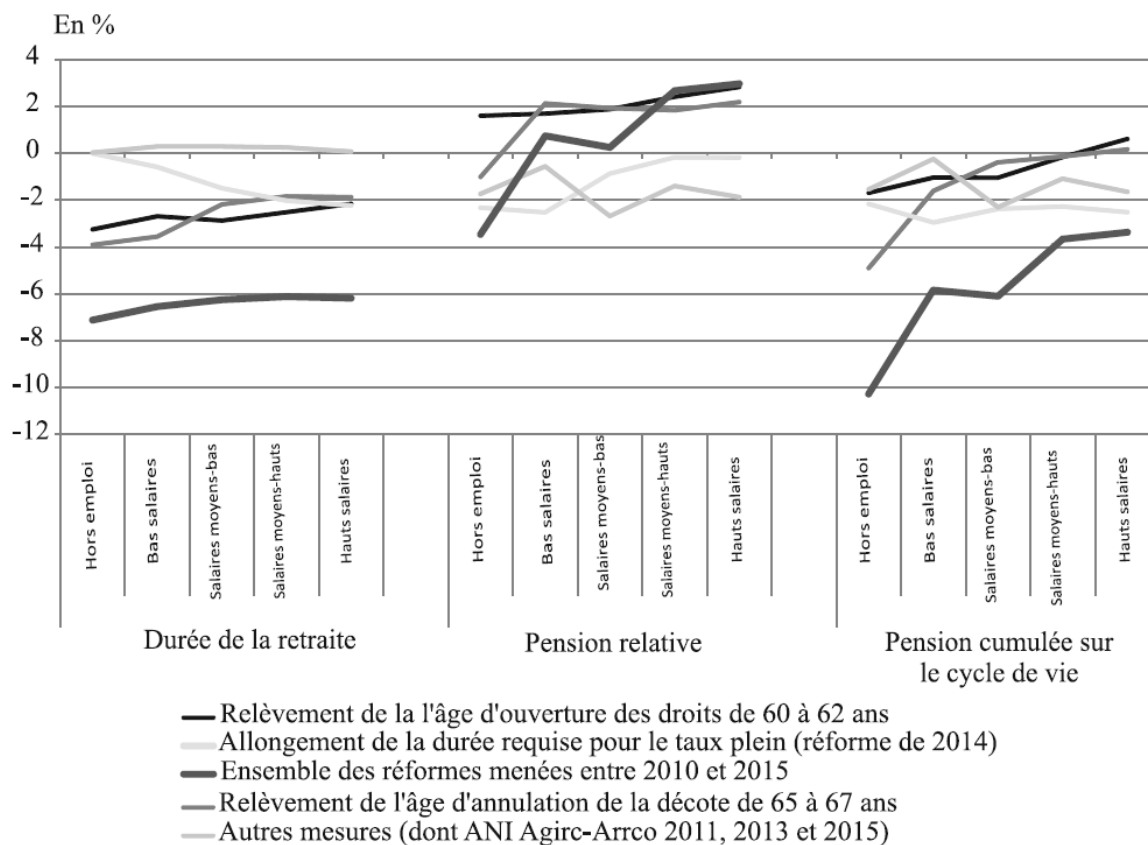 En %
4
2
0
-2
-4
-6
-8
-10
-12
Hors emploi
Bas salaires
Salaires moyens-bas
Salaires moyens-hauts
Hauts salaires
Hors emploi
Bas salaires
Salaires moyens-bas
Salaires moyens-hauts
Hauts salaires
Hors emploi
Bas salaires
Salaires moyens-bas
Salaires moyens-hauts
Hauts salaires
Durée de la retraite
Pension relative
Pension cumulée sur
le cycle de vie
Relèvement de la l'âge d'ouverture des droits de 60 à 62 ans
Allongement de la durée requise pour le taux plein (réforme de 2014)
Ensemble des réformes menées entre 2010 et 2015
Relèvement de l'âge d'annulation de la décote de 65 à 67 ans
Autres mesures (dont ANI Agirc-Arrco 2011, 2013 et 2015)